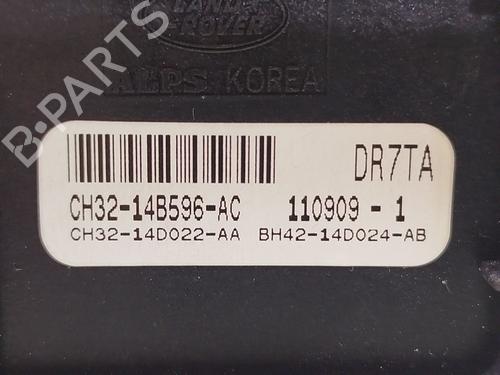 LAND-
ROVER
ALPS KOREA
B-PARTS
DR7TA
CH32-14B596-AC 110909-1
CH32-14D022-AA BH42-14D024-AB